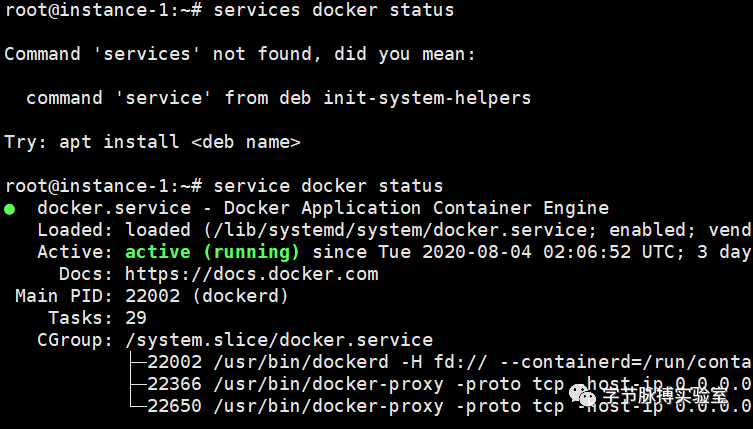 root@instance-1:~# services docker status
Command 'services' not found, did you mean:
command 'service' from deb init-system-helpers
Try: apt install <deb name>
root@instance-1:~# service docker status
● docker.service - Docker Application Container Engine
Loaded: loaded (/lib/systemd/system/docker.service; enabled; vend
Active: active (running) since Tue 2020-08-04 02:06:52 UTC; 3 day
Docs: https://docs.docker.com
Main PID: 22002 (dockerd)
Tasks: 29
CGroup: /system.slice/docker.service
├─22002 /usr/bin/dockerd -H fd:// --containerd=/run/conta
├─22366 /usr/bin/docker-proxy -proto tcp -host-ip 0.0.0.0
└─22650 /usr/bin/docker-proxy -proto tcp -host-ip 0.0.0.0
字节脉搏实验室